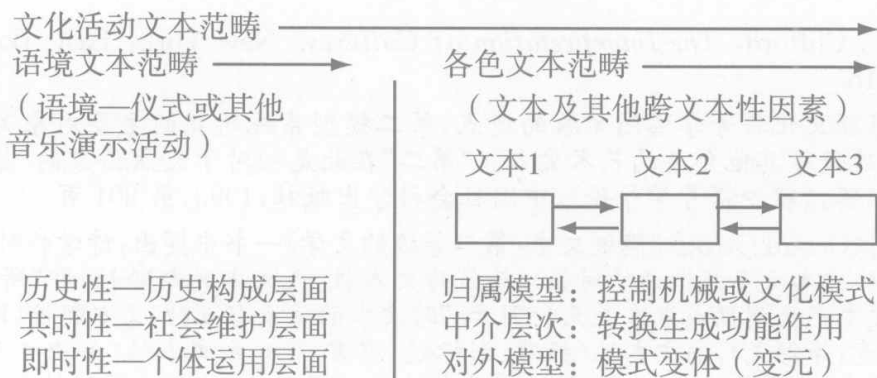 文化活动文本范畴
语境文本范畴
各色文本范畴
（语境—仪式或其他
音乐演示活动）
（文本及其他跨文本性因素）
文本1 文本2 文本3
历史性—历史构成层面
共时性—社会维护层面
即时性—个体运用层面
归属模型：控制机械或文化模式
中介层次：转换生成功能作用
对外模型：模式变体（变元）